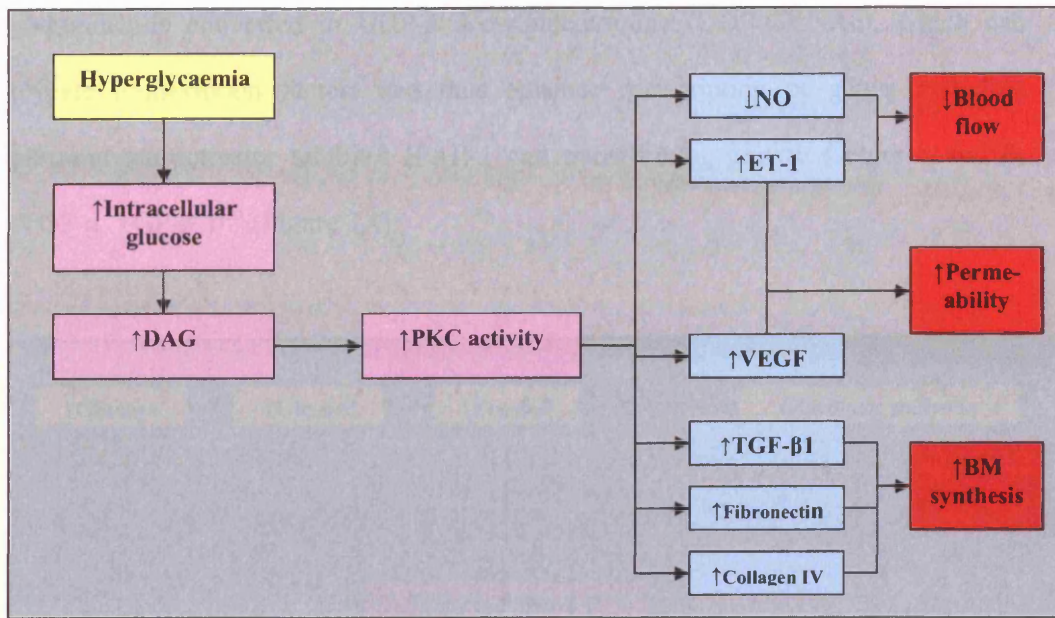 Hyperglycaemia
↑Intracellular
glucose
↑DAG
↑PKC activity
↓NO
↑ET-1
↑VEGF
↑TGF-β1
↑Fibronectin
↑Collagen IV
↓Blood
flow
↑Perme-
ability
↑BM
synthesis